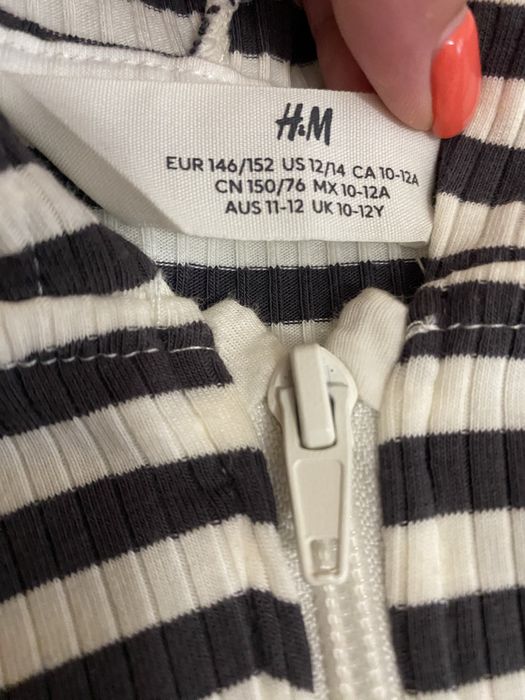 H&M
EUR 146/152 US 12/14 CA 10-12A
CN 150/76 MX 10-12A
AUS 11-12 UK 10-12Y